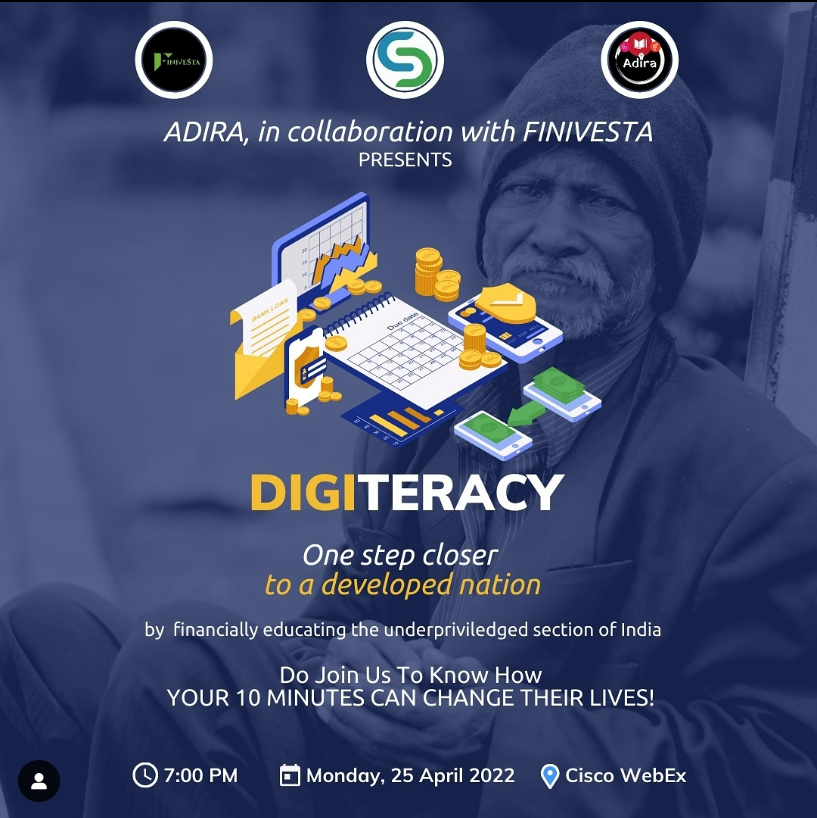 FINIVESTA
Adira
ADIRA, in collaboration with FINIVESTA
PRESENTS
BANK LOAN
Due date
DIGITERACY
One step closer
to a developed nation
by financially educating the underpriviledged section of India
Do Join Us To Know How
YOUR 10 MINUTES CAN CHANGE THEIR LIVES!
7:00 PM
Monday, 25 April 2022
Cisco WebEx